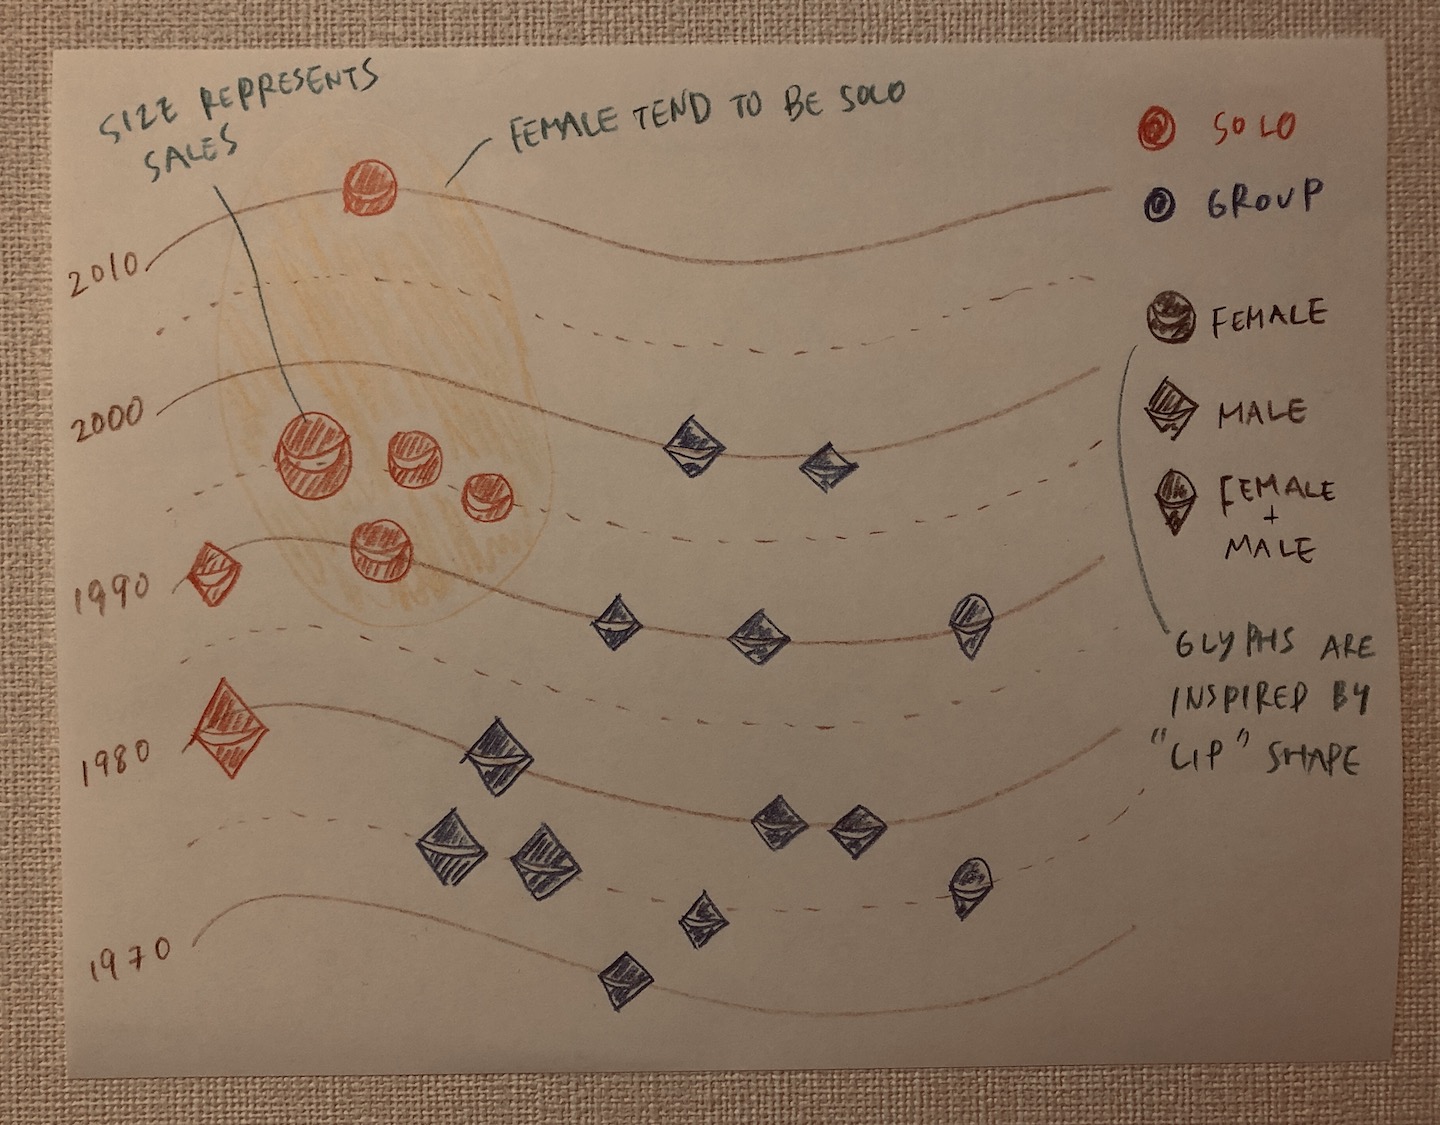 SIZE REPRESENTS
SALES
FEMALE TEND TO BE SOLO
SOLO
GROUP
FEMALE
MALE
FEMALE
+
MALE
GLYPHS ARE
INSPIRED BY
"LIP" SHAPE
2010
2000
1990
1980
1970